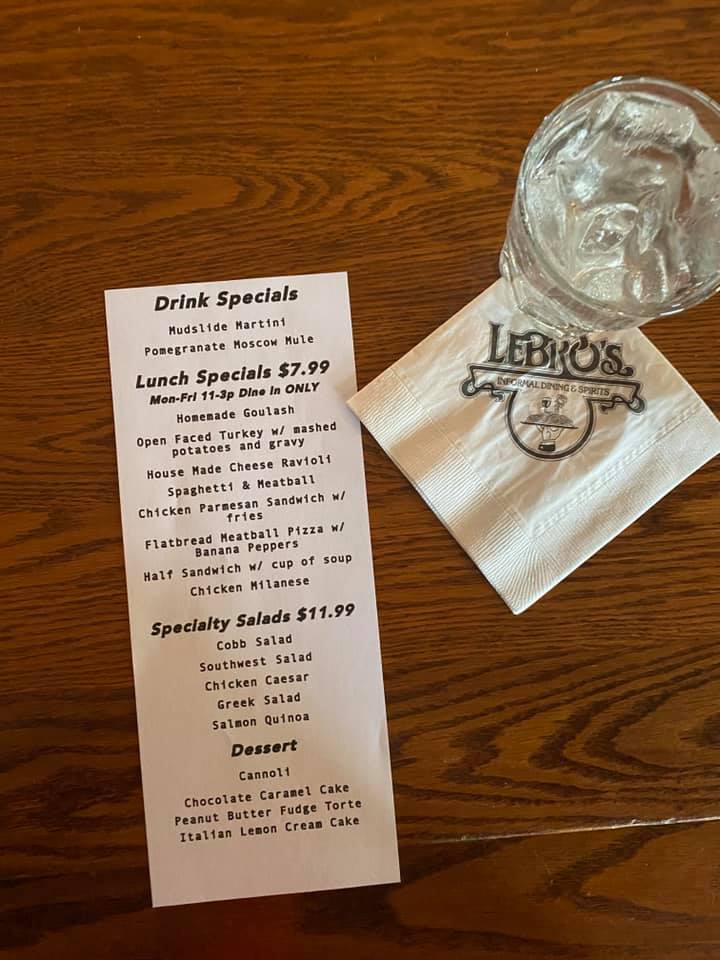 Drink Specials
Mudslide Martini
Pomegranate Moscow Mule
Lunch Specials $7.99
Mon-Fri 11-3p Dine in ONLY
Homemade Goulash
Open Faced Turkey w/ mashed
potatoes and gravy
House Made Cheese Ravioli
Spaghetti & Meatball
Chicken Parmesan Sandwich w/
fries
Flatbread Meatball Pizza w/
Banana Peppers
Half Sandwich w/ cup of soup
Chicken Milanese
Specialty Salads $11.99
Cobb Salad
Southwest Salad
Chicken Caesar
Greek Salad
Salmon Quinoa
Dessert
Cannoli
Chocolate Caramel Cake
Peanut Butter Fudge Torte
Italian Lemon Cream Cake
LEBRO'S
INFORMAL DINING & SPIRITS